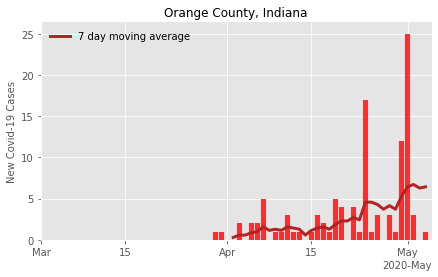 Orange County, Indiana
7 day moving average
New Covid-19 Cases
25
20
15
10
5
0
Mar 15 Apr 15 May
2020-May